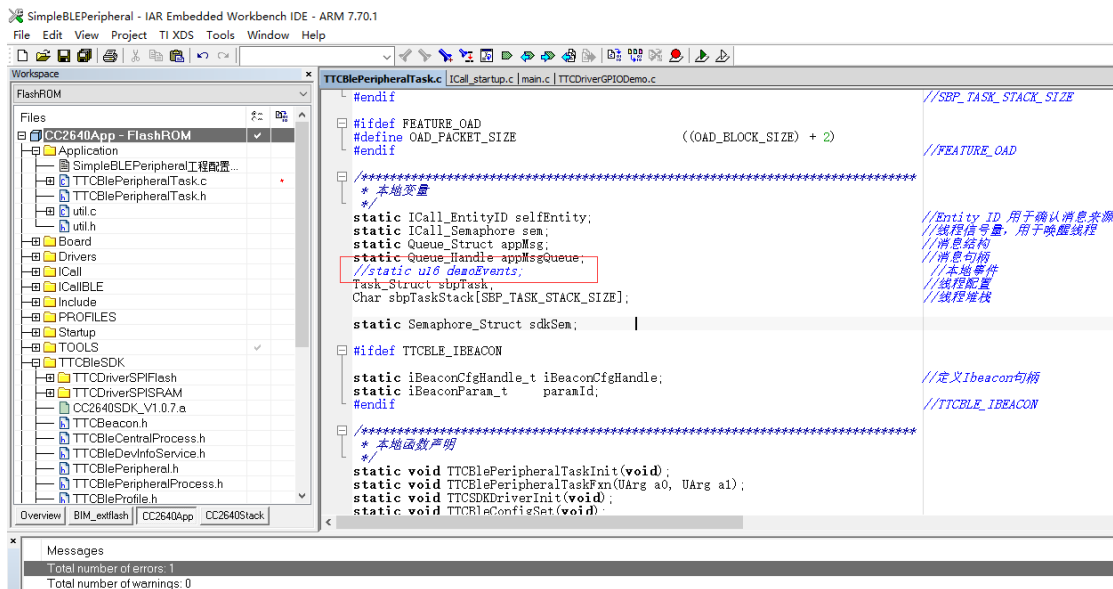 SimpleBLEPeripheral - IAR Embedded Workbench IDE - ARM 7.70.1
File Edit View Project TI XDS Tools Window Help
Workspace
FlashROM
Files
CC2640App - FlashROM
Application
SimpleBLEPeripheral工程配置...
TTCBlePeripheralTask.c
TTCBlePeripheralTask.h
util.c
util.h
Board
Drivers
ICall
ICallBLE
Include
PROFILES
Startup
TOOLS
TTCBleSDK
TTCDriverSPIFlash
TTCDriverSPISRAM
CC2640SDK_V1.0.7.a
TTCBeacon.h
TTCBleCentralProcess.h
TTCBleDevInfoService.h
TTCBlePeripheral.h
TTCBlePeripheralProcess.h
TTCBleProfile.h
Overview BIM_extflash CC2640App CC2640Stack
TTCBlePeripheralTask.c ICall_startup.c main.c TTCDriverGPIODemo.c
#endif //SBP_TASK_STACK_SIZE
#ifdef FEATURE_OAD
#define OAD_PACKET_SIZE ((OAD_BLOCK_SIZE) + 2)
#endif //FEATURE_OAD
/*******************************************************************************
* 本地变量
*/
static ICall_EntityID selfEntity; //Entity ID 用于确认消息来源
static ICall_Semaphore sem; //线程信号量，用于唤醒线程
static Queue_Struct appMsg; //消息结构
static Queue_Handle appMsgQueue; //消息句柄
//static u16 demoEvents; //本地事件
Task_Struct sbpTask; //线程配置
Char sbpTaskStack[SBP_TASK_STACK_SIZE]; //线程堆栈
static Semaphore_Struct sdkSem;
#ifdef TTCBLE_IBEACON
static iBeaconCfgHandle_t iBeaconCfgHandle; //定义Ibeacon句柄
static iBeaconParam_t paramId;
#endif //TTCBLE_IBEACON
/*******************************************************************************
* 本地函数声明
*/
static void TTCBlePeripheralTaskInit(void);
static void TTCBlePeripheralTaskFxn(UArg a0, UArg a1);
static void TTCSDKDriverInit(void);
static void TTCBleConfigSet(void);
Messages
Total number of errors: 1
Total number of warnings: 0